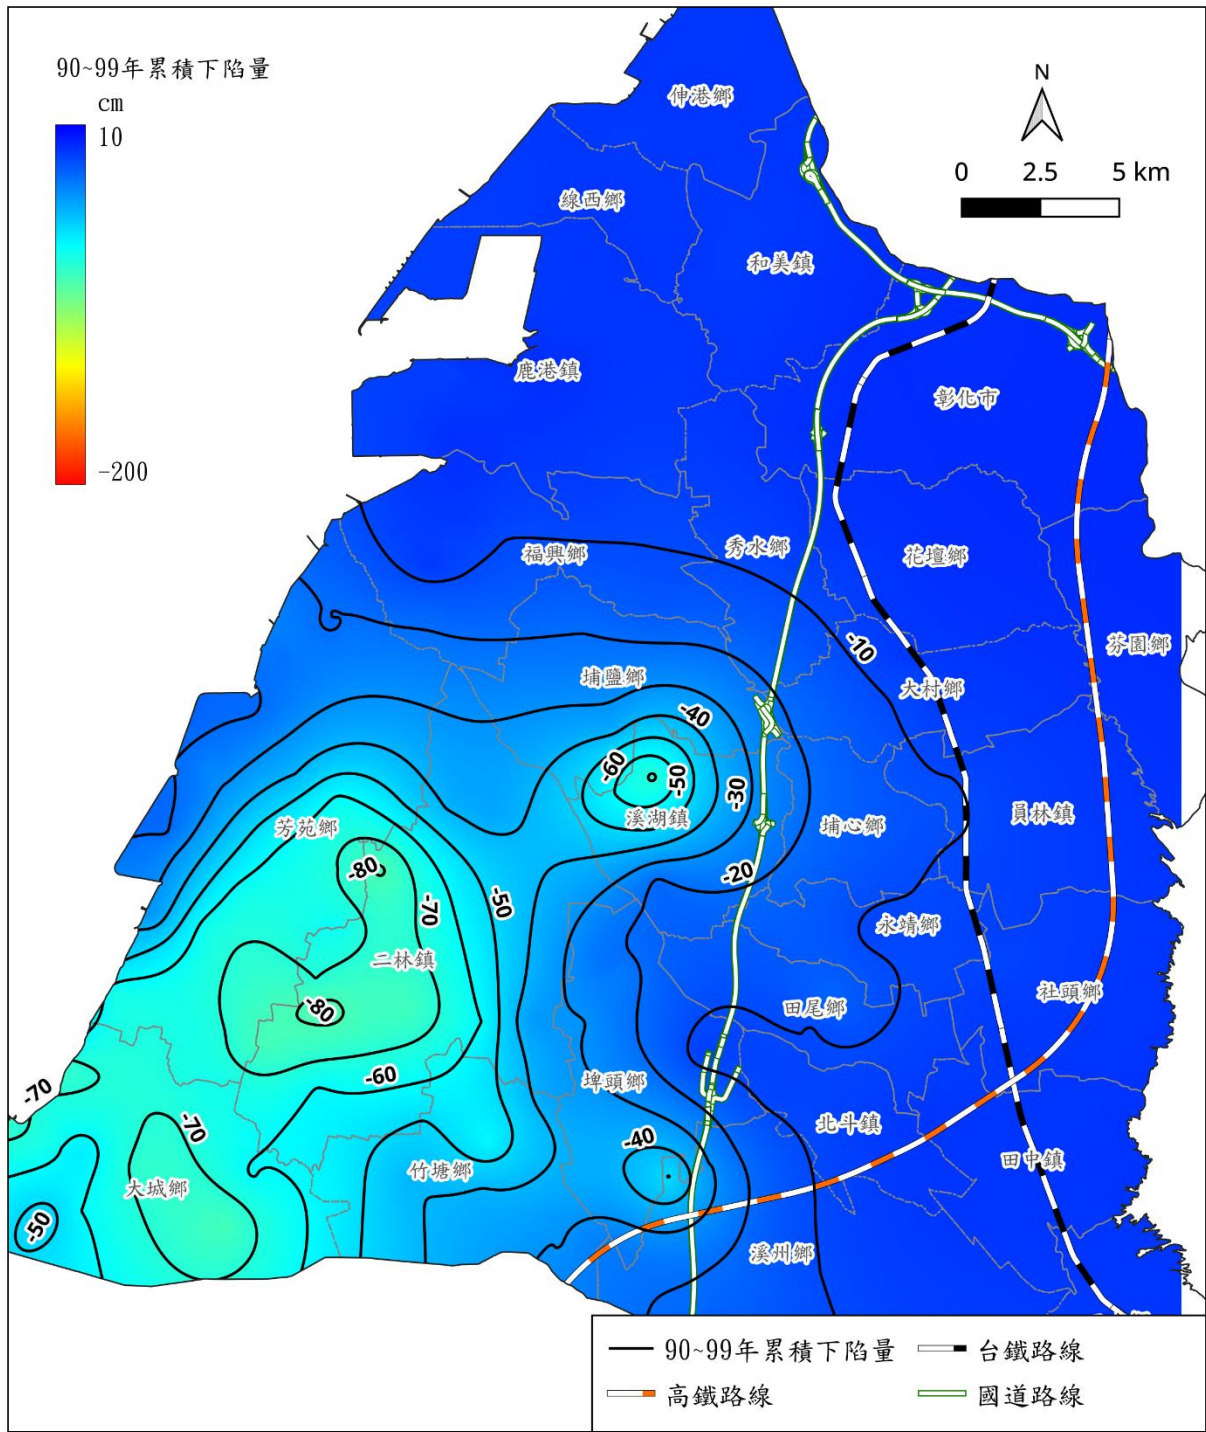 90~99年累積下陷量
cm
10
-200
N
0 2.5 5 km
伸港鄉
線西鄉
和美鎮
鹿港鎮
彰化市
福興鄉
秀水鄉
花壇鄉
芬園鄉
-10
埔鹽鄉
大村鄉
-40
-60
-50
-30
芳苑鄉
溪湖鎮
埔心鄉
員林鎮
-80
-20
-50
-70
永靖鄉
二林鎮
社頭鄉
-80
田尾鄉
-70
-60
埤頭鄉
-70
-40
北斗鎮
竹塘鄉
田中鎮
大城鄉
-50
溪州鄉
90~99年累積下陷量
台鐵路線
高鐵路線
國道路線